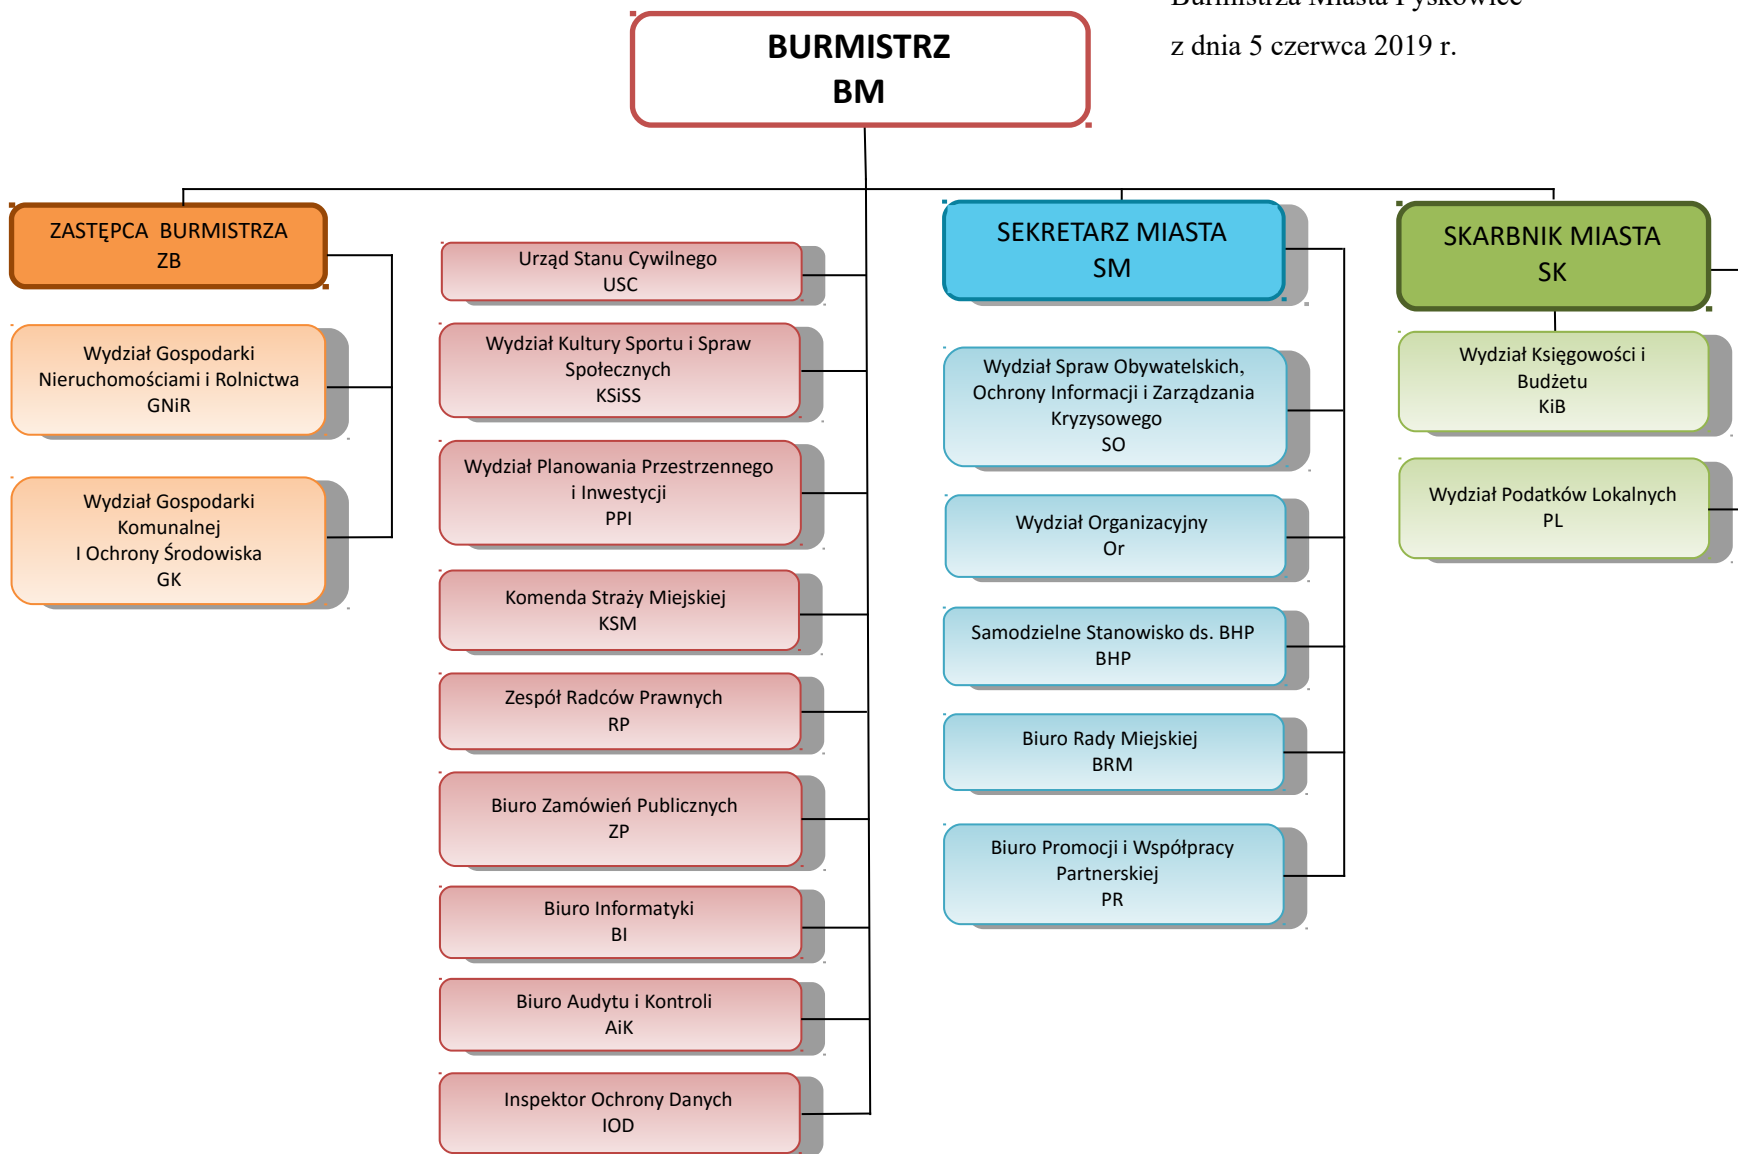 Burmistrza Miasta Pyskowice
z dnia 5 czerwca 2019 r.
BURMISTRZ
BM
ZASTĘPCA BURMISTRZA
ZB
Wydział Gospodarki
Nieruchomościami i Rolnictwa
GNiR
Wydział Gospodarki
Komunalnej
I Ochrony Środowiska
GK
Urząd Stanu Cywilnego
USC
Wydział Kultury Sportu i Spraw
Społecznych
KSiSS
Wydział Planowania Przestrzennego
i Inwestycji
PPI
Komenda Straży Miejskiej
KSM
Zespół Radców Prawnych
RP
Biuro Zamówień Publicznych
ZP
Biuro Informatyki
BI
Biuro Audytu i Kontroli
AiK
Inspektor Ochrony Danych
IOD
SEKRETARZ MIASTA
SM
Wydział Spraw Obywatelskich,
Ochrony Informacji i Zarządzania
Kryzysowego
SO
Wydział Organizacyjny
Or
Samodzielne Stanowisko ds. BHP
BHP
Biuro Rady Miejskiej
BRM
Biuro Promocji i Współpracy
Partnerskiej
PR
SKARBNIK MIASTA
SK
Wydział Księgowości i
Budżetu
KiB
Wydział Podatków Lokalnych
PL